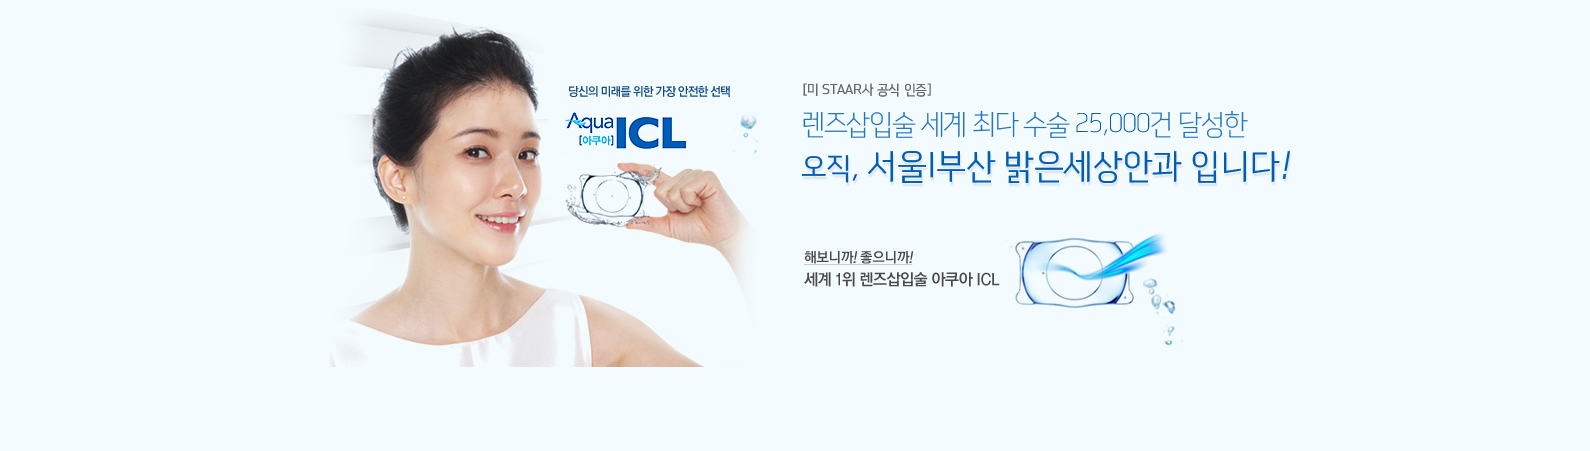 당신의 미래를 위한 가장 안전한 선택
Aqua ICL
[아쿠아]
[미 STAAR사 공식 인증]
렌즈삽입술 세계 최다 수술 25,000건 달성한
오직, 서울|부산 밝은세상안과 입니다!
해보니까! 좋으니까!
세계 1위 렌즈삽입술 아쿠아 ICL